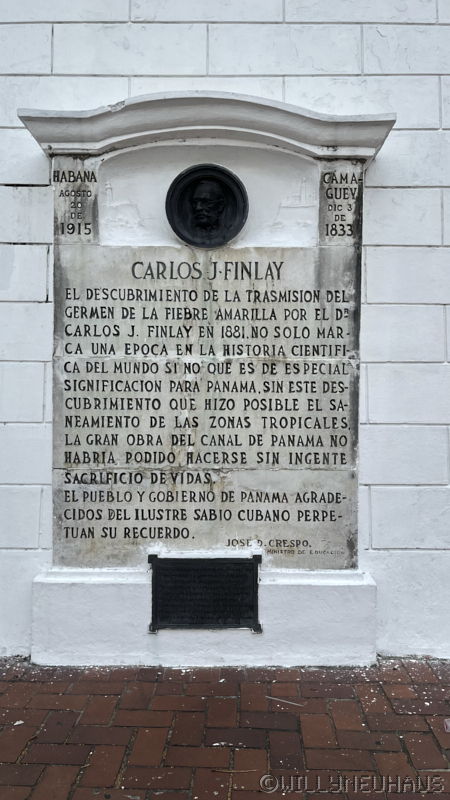 HABANA
AGOSTO
20
DE
1915
CAMA-
GUEY
DIC 3
DE
1833
CARLOS J. FINLAY
EL DESCUBRIMIENTO DE LA TRASMISION DEL
GERMEN DE LA FIEBRE AMARILLA POR EL DR
CARLOS J. FINLAY EN 1881, NO SOLO MAR-
CA UNA EPOCA EN LA HISTORIA CIENTIFI-
CA DEL MUNDO SI NO QUE ES DE ESPECIAL
SIGNIFICACION PARA PANAMA, SIN ESTE DES-
CUBRIMIENTO QUE HIZO POSIBLE EL SA-
NEAMIENTO DE LAS ZONAS TROPICALES,
LA GRAN OBRA DEL CANAL DE PANAMA NO
HABRIA PODIDO HACERSE SIN INGENTE
SACRIFICIO DE VIDAS.
EL PUEBLO Y GOBIERNO DE PANAMA AGRADE-
CIDOS DEL ILUSTRE SABIO CUBANO PERPE-
TUAN SU RECUERDO.
JOSÉ D. CRESPO.
MINISTRO DE EDUCACION
©WILLYNEUHAUS